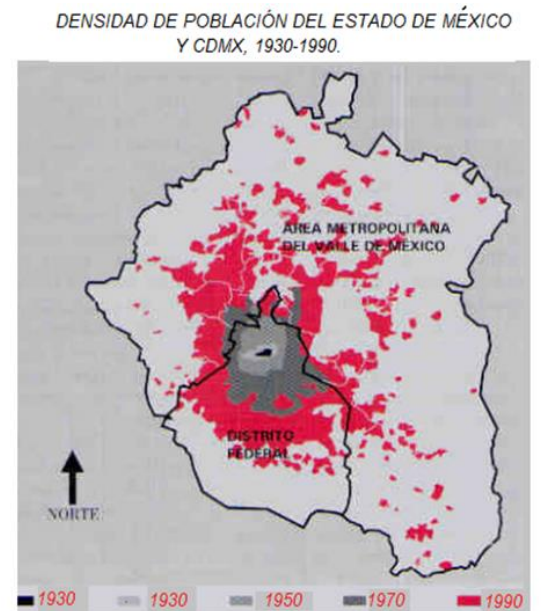 DENSIDAD DE POBLACIÓN DEL ESTADO DE MÉXICO
Y CDMX, 1930-1990.
AREA METROPOLITANA
DEL VALLE DE MÉXICO
DISTRITO
FEDERAL
NORTE
1930 1930 1950 1970 1990